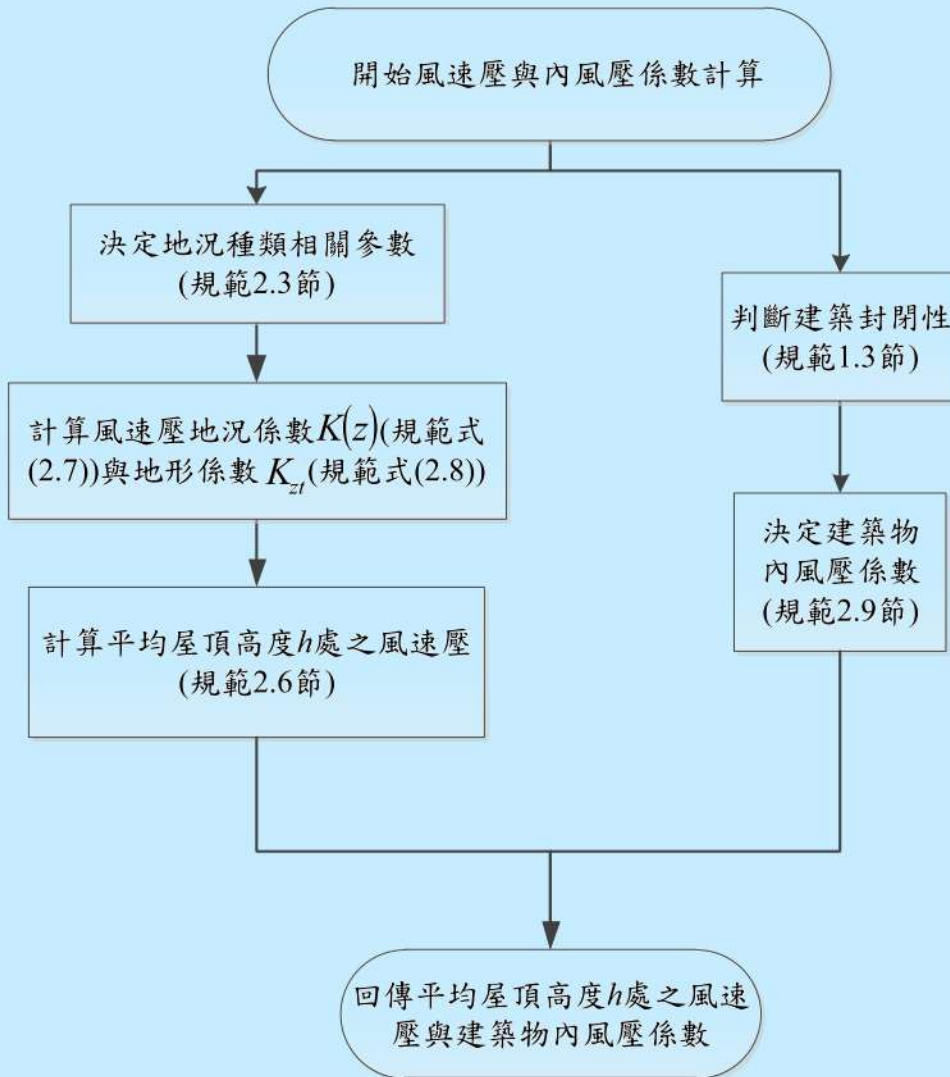 開始風速壓與內風壓係數計算
決定地況種類相關參數
(規範2.3節)
計算風速壓地況係數K(z)(規範式
(2.7))與地形係數 Kzt(規範式(2.8))
計算平均屋頂高度h處之風速壓
(規範2.6節)
判斷建築封閉性
(規範1.3節)
決定建築物
內風壓係數
(規範2.9節)
回傳平均屋頂高度h處之風速
壓與建築物內風壓係數